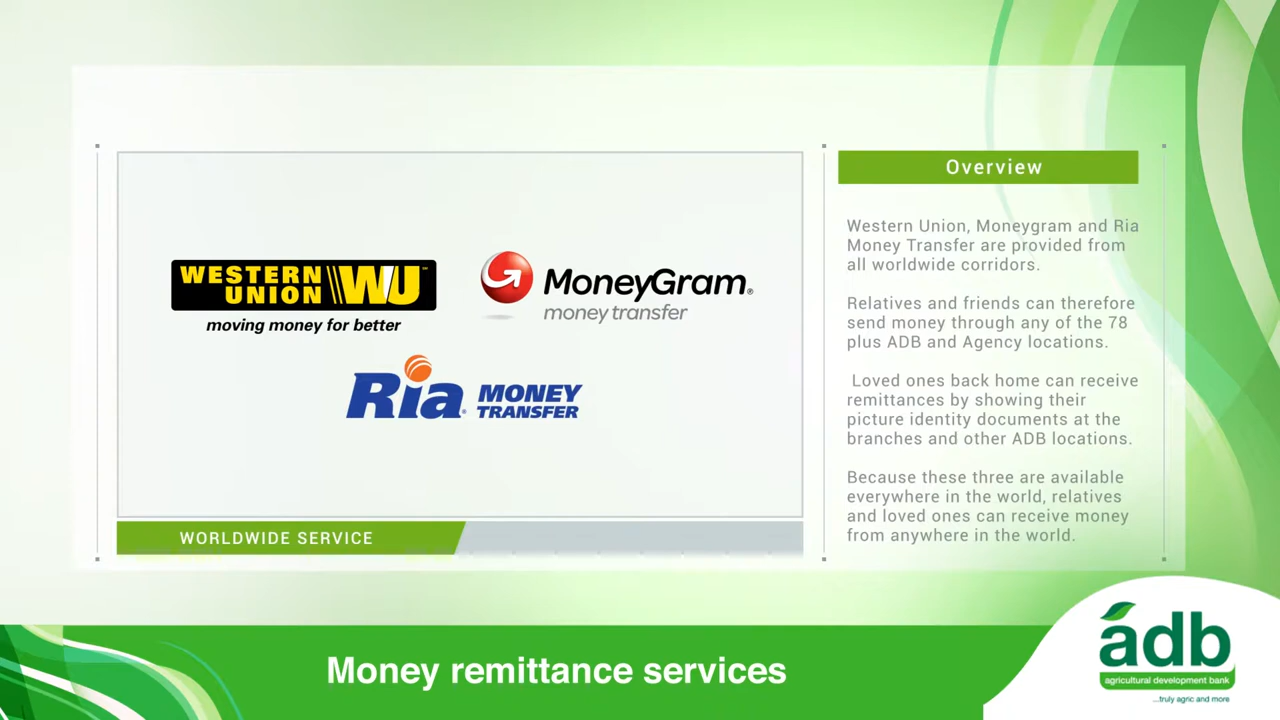 WESTERN UNION WU
moving money for better
MoneyGram®
money transfer
Ria® MONEY TRANSFER
WORLDWIDE SERVICE
Overview
Western Union, Moneygram and Ria
Money Transfer are provided from
all worldwide corridors.
Relatives and friends can therefore
send money through any of the 78
plus ADB and Agency locations.
Loved ones back home can receive
remittances by showing their
picture identity documents at the
branches and other ADB locations.
Because these three are available
everywhere in the world, relatives
and loved ones can receive money
from anywhere in the world.
Money remittance services
adb
agricultural development bank
...truly agric and more